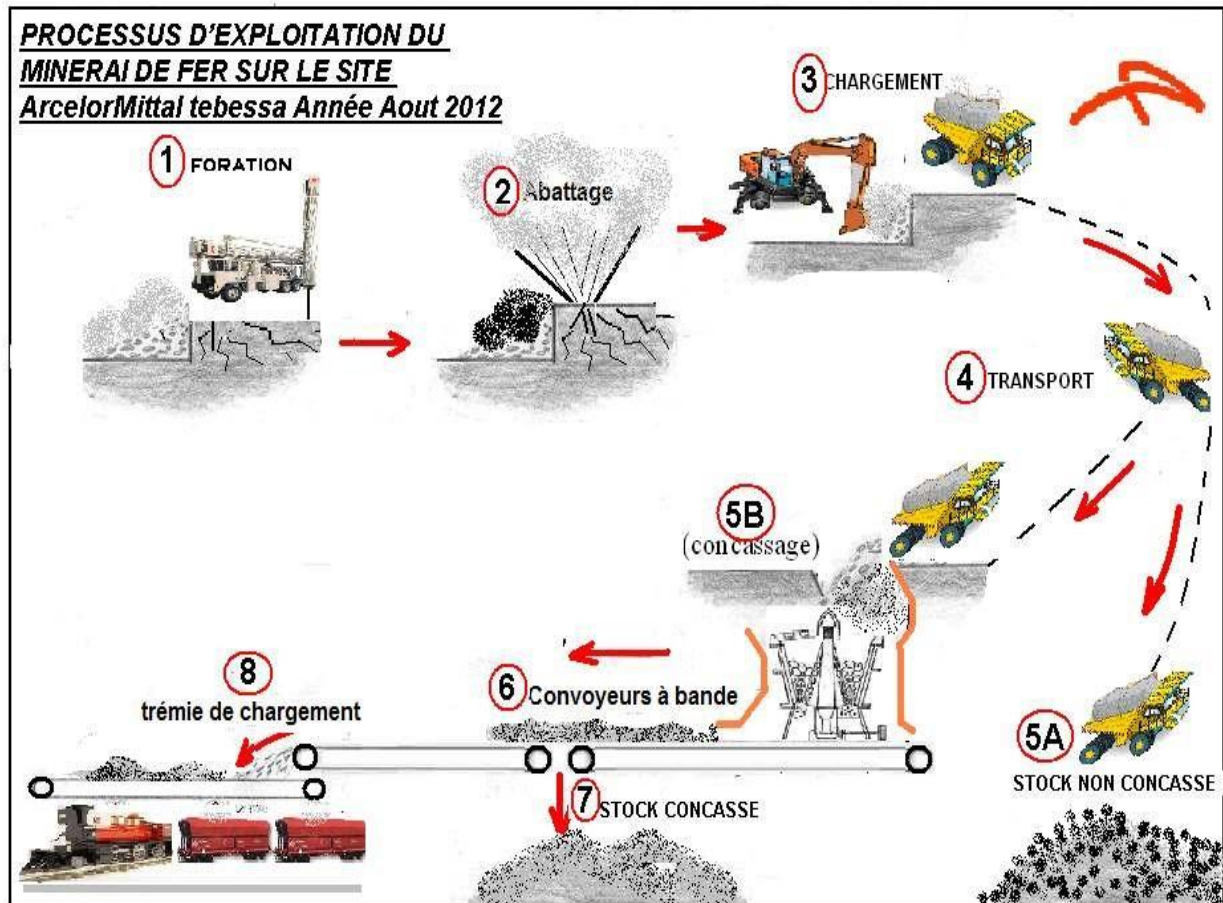 PROCESSUS D'EXPLOITATION DU
MINERAI DE FER SUR LE SITE
ArcelorMittal tebessa Année Aout 2012
1 FORATION
2 Abattage
3 CHARGEMENT
4 TRANSPORT
5B
(concassage)
5A
STOCK NON CONCASSE
6 Convoyeurs à bande
7 STOCK CONCASSE
8
trémie de chargement